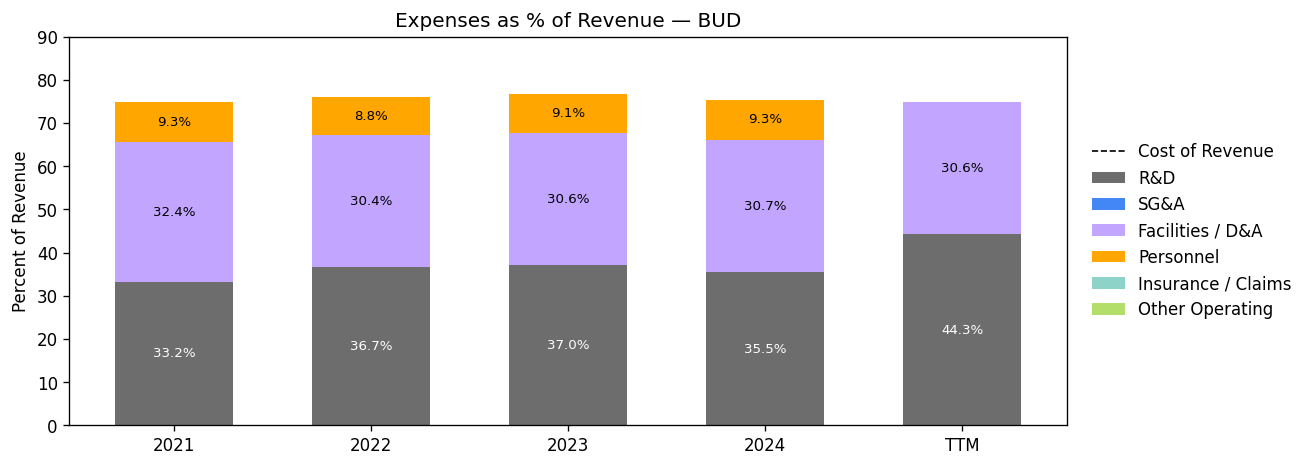 Expenses as % of Revenue — BUD
Percent of Revenue
90
80
70
60
50
40
30
20
10
0
9.3%
32.4%
33.2%
8.8%
30.4%
36.7%
9.1%
30.6%
37.0%
9.3%
30.7%
35.5%
30.6%
44.3%
2021
2022
2023
2024
TTM
Cost of Revenue
R&D
SG&A
Facilities / D&A
Personnel
Insurance / Claims
Other Operating